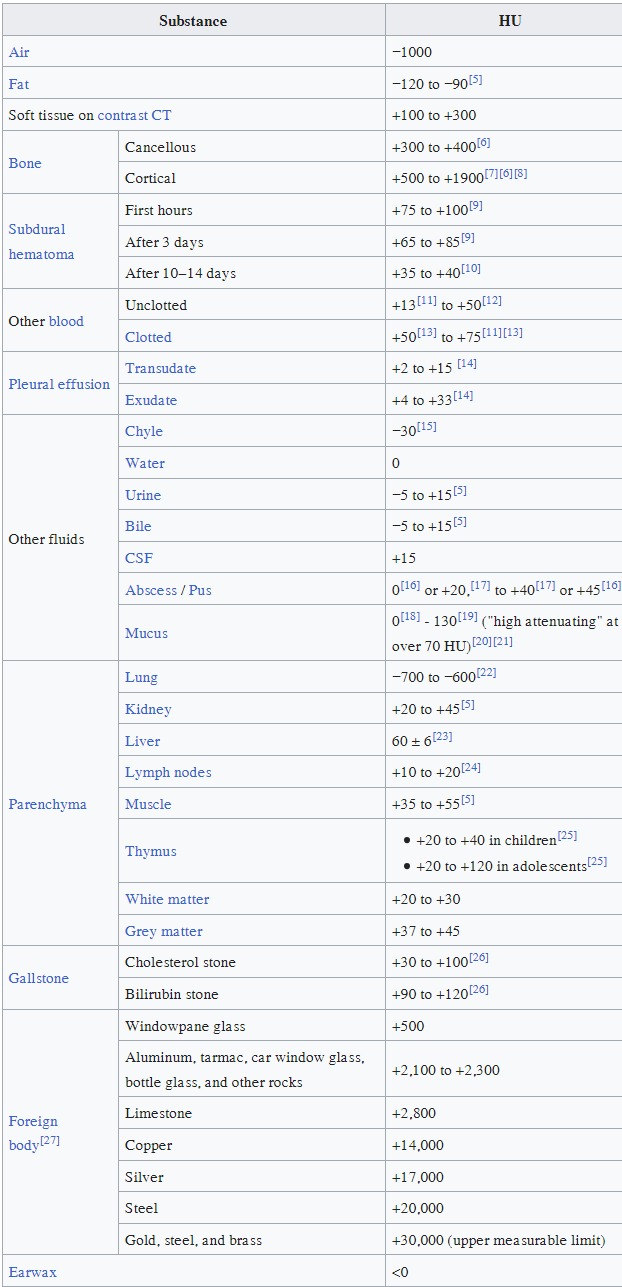 Substance HU
Air −1000
Fat −120 to −90[5]
Soft tissue on contrast CT +100 to +300
Bone Cancellous +300 to +400[6]
Cortical +500 to +1900[7][6][8]
Subdural hematoma First hours +75 to +100[9]
After 3 days +65 to +85[9]
After 10–14 days +35 to +40[10]
Other blood Unclotted +13[11] to +50[12]
Clotted +50[13] to +75[11][13]
Pleural effusion Transudate +2 to +15 [14]
Exudate +4 to +33[14]
Other fluids Chyle −30[15]
Water 0
Urine −5 to +15[5]
Bile −5 to +15[5]
CSF +15
Abscess / Pus 0[16] or +20,[17] to +40[17] or +45[16]
Mucus 0[18] - 130[19] ("high attenuating" at
over 70 HU)[20][21]
Parenchyma Lung −700 to −600[22]
Kidney +20 to +45[5]
Liver 60 ± 6[23]
Lymph nodes +10 to +20[24]
Muscle +35 to +55[5]
Thymus • +20 to +40 in children[25]
• +20 to +120 in adolescents[25]
White matter +20 to +30
Grey matter +37 to +45
Gallstone Cholesterol stone +30 to +100[26]
Bilirubin stone +90 to +120[26]
Foreign body[27] Windowpane glass +500
Aluminum, tarmac, car window glass,
bottle glass, and other rocks +2,100 to +2,300
Limestone +2,800
Copper +14,000
Silver +17,000
Steel +20,000
Gold, steel, and brass +30,000 (upper measurable limit)
Earwax <0